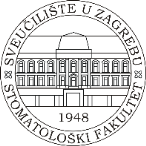 SVEUČILIŠTE U ZAGREBU
STOMATOLOŠKI FAKULTET
1948